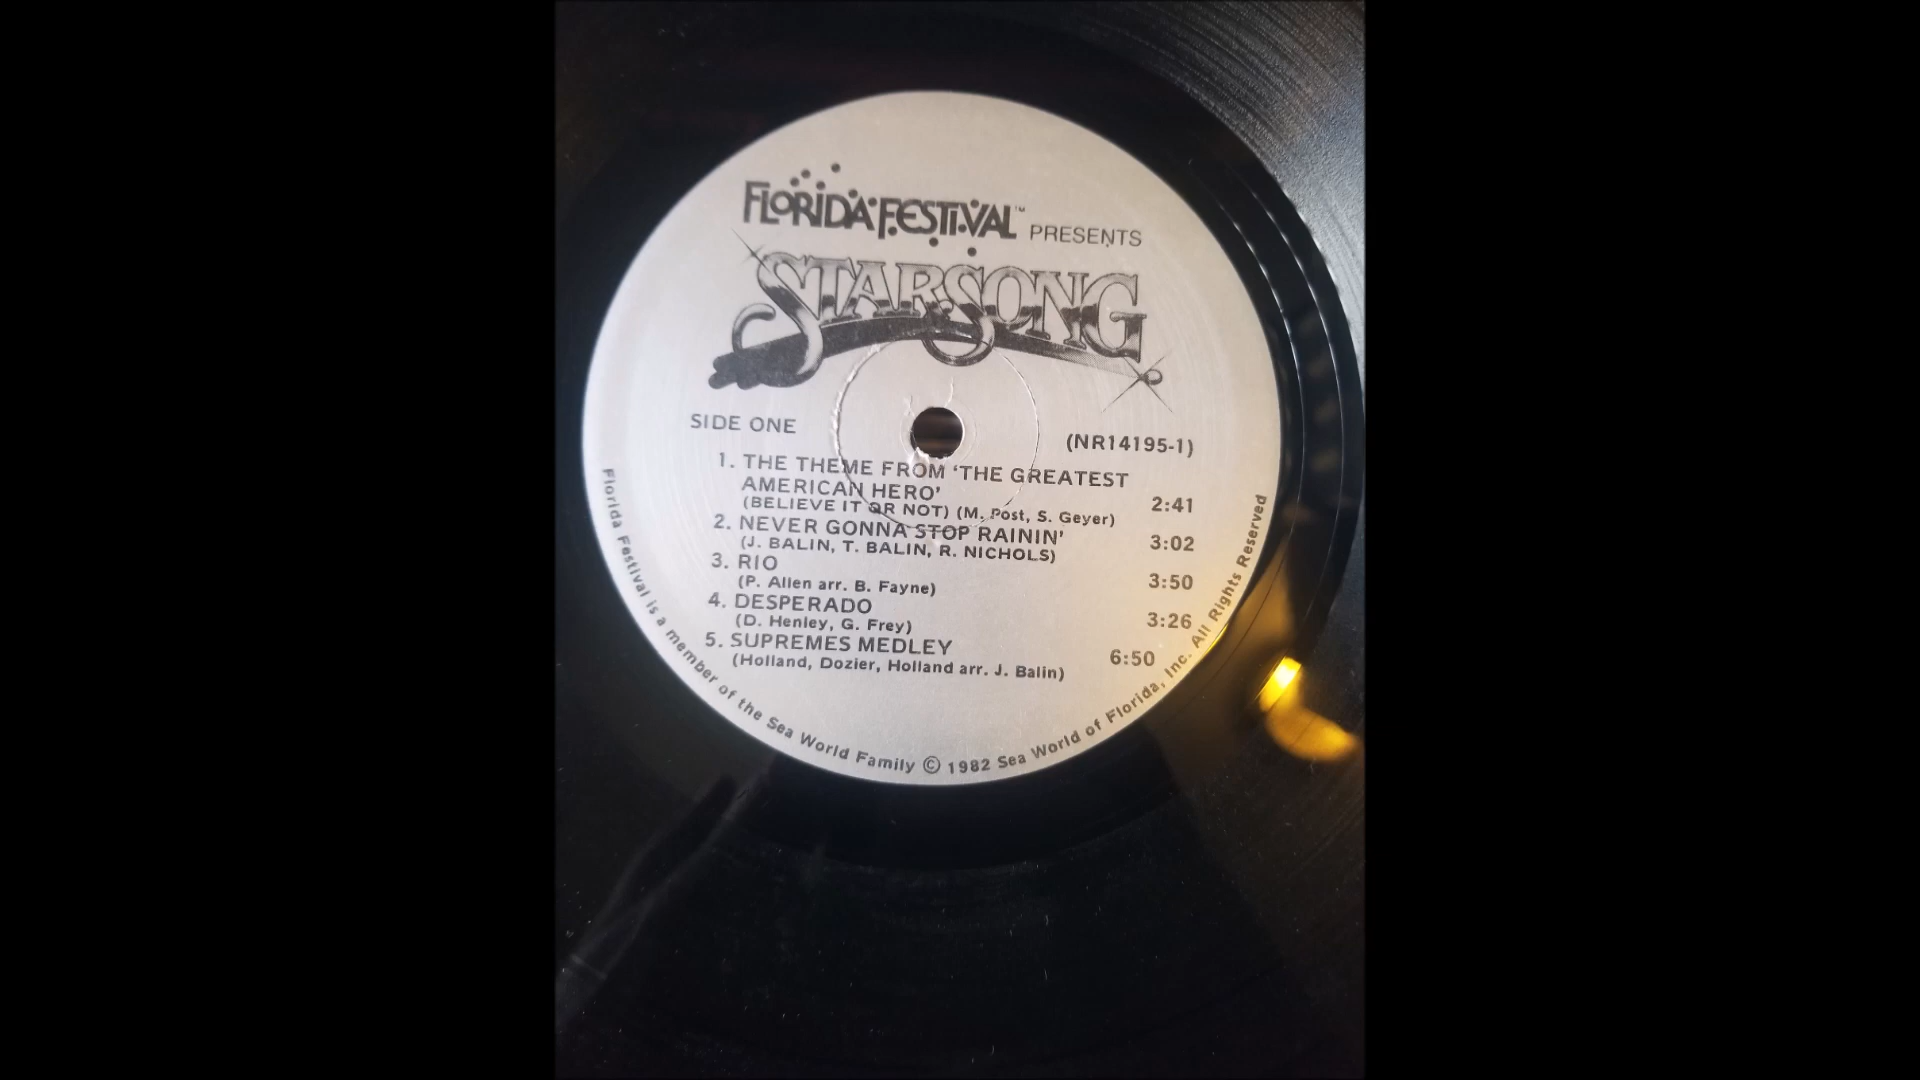 FLORIDA FESTIVAL™ PRESENTS
STARSONG
SIDE ONE
(NR14195-1)
1. THE THEME FROM ‘THE GREATEST
AMERICAN HERO’ 2:41
(BELIEVE IT OR NOT) (M. Post, S. Geyer)
2. NEVER GONNA STOP RAININ’ 3:02
(J. BALIN, T. BALIN, R. NICHOLS)
3. RIO 3:50
(P. Allen arr. B. Fayne)
4. DESPERADO 3:26
(D. Henley, G. Frey)
5. SUPREMES MEDLEY 6:50
(Holland, Dozier, Holland arr. J. Balin)
Florida Festival is a member of the Sea World Family © 1982 Sea World of Florida, Inc. All Rights Reserved